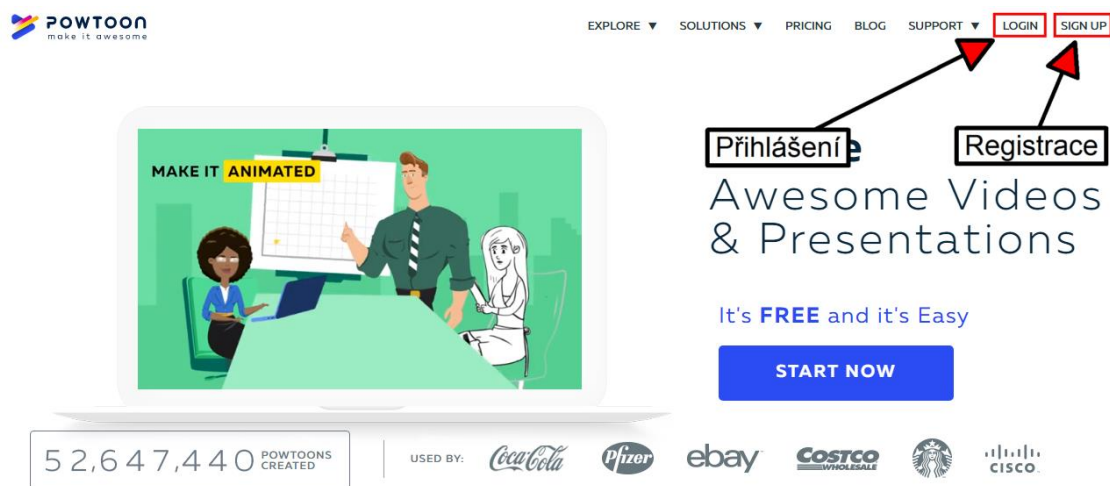 POWTOON
make it awesome
EXPLORE ▼ SOLUTIONS ▼ PRICING BLOG SUPPORT ▼ LOGIN SIGN UP
Přihlášení
Registrace
MAKE IT ANIMATED
Awesome Videos
& Presentations
It's FREE and it's Easy
START NOW
52,647,440 POWTOONS CREATED
USED BY: Coca-Cola Pfizer ebay COSTCO WHOLESALE CISCO